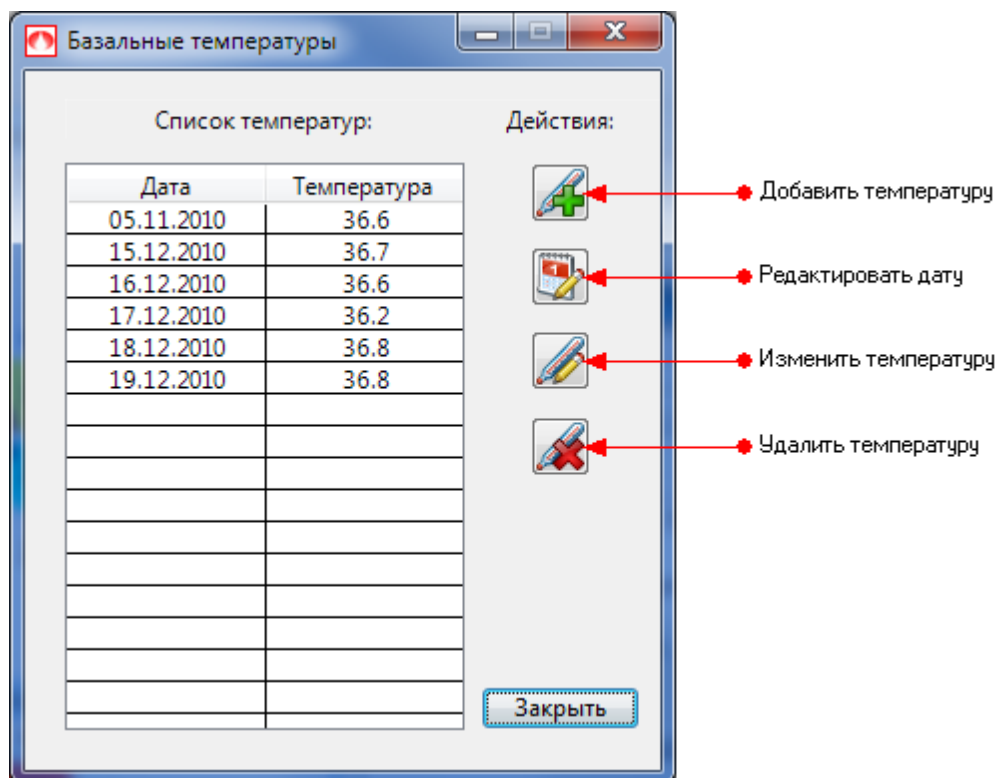 Базальные температуры
Список температур:
Действия:
Дата Температура
05.11.2010 36.6
15.12.2010 36.7
16.12.2010 36.6
17.12.2010 36.2
18.12.2010 36.8
19.12.2010 36.8
Добавить температуру
1
Редактировать дату
Изменить температуру
Удалить температуру
Закрыть